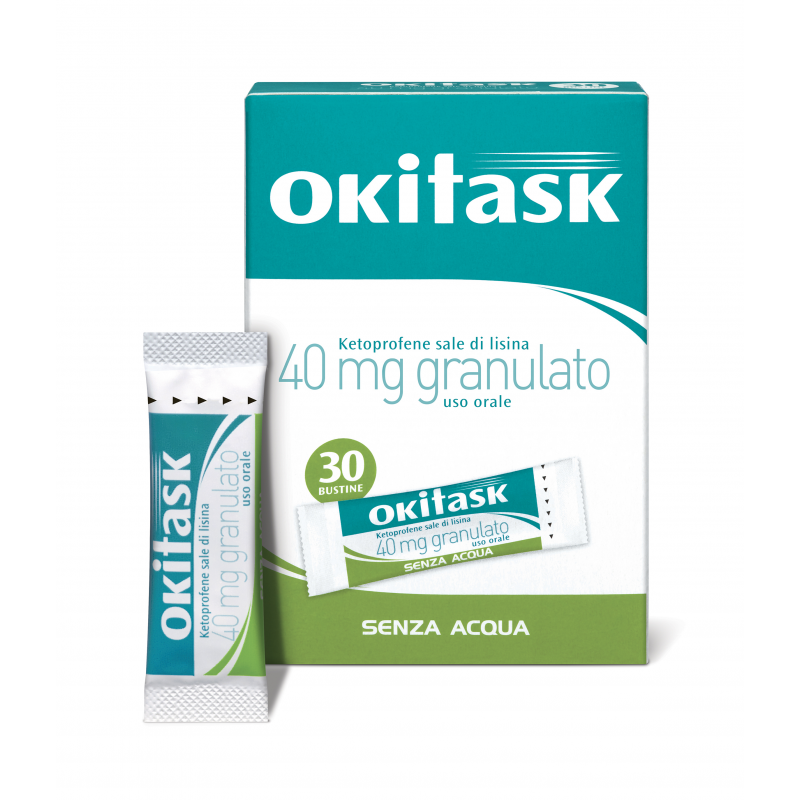 OKITASK
OKITASK
Ketoprofene sale di lisina
40 mg granulato
uso orale
30
BUSTINE
OKITASK
Ketoprofene sale di lisina
40 mg granulato
uso orale
SENZA ACQUA
SENZA ACQUA
OKITASK
Ketoprofene sale di lisina
40 mg granulato
uso orale